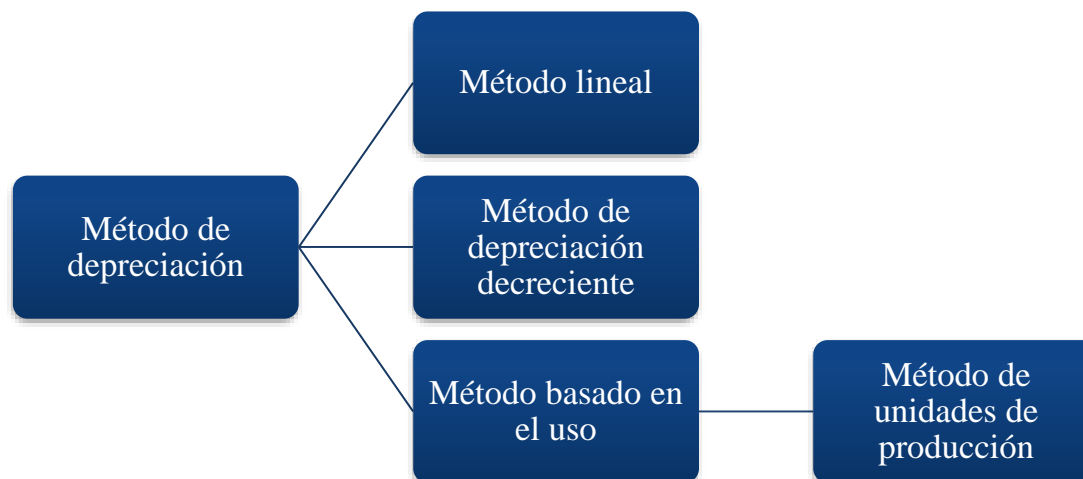 Método de
depreciación
Método lineal
Método de
depreciación
decreciente
Método basado en
el uso
Método de
unidades de
producción